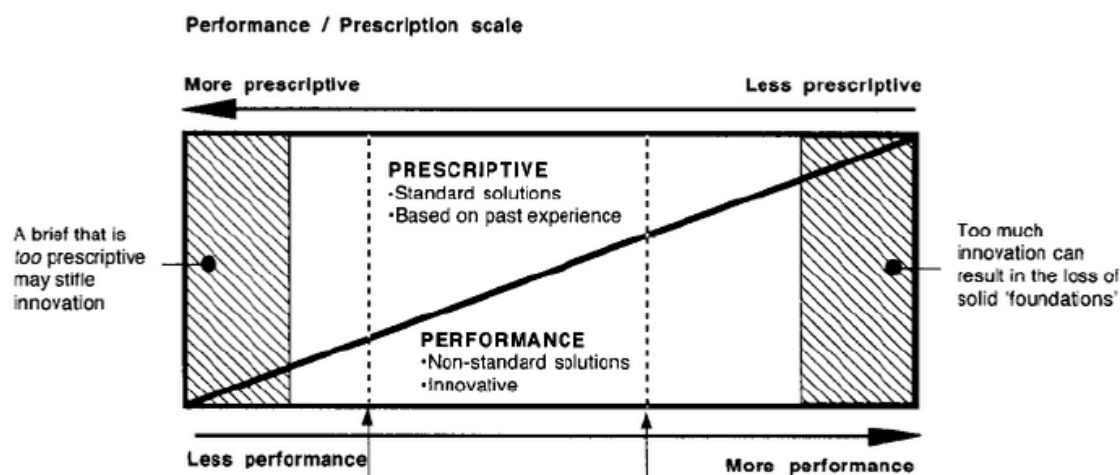 Performance / Prescription scale
More prescriptive
Less prescriptive
PRESCRIPTIVE
·Standard solutions
•Based on past experience
A brief that is
too prescriptive
may stifle
innovation
Too much
innovation can
result in the loss of
solid 'foundations'
PERFORMANCE
•Non-standard solutions
•Innovative
Less performance
More performance